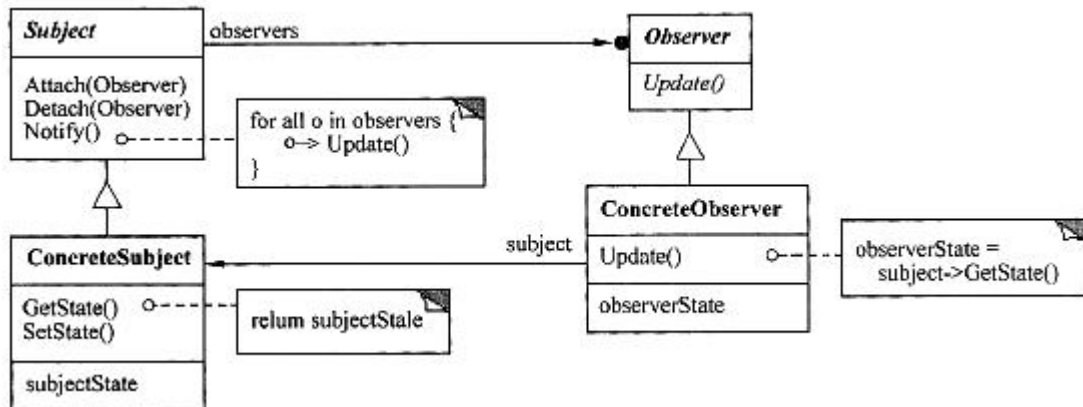 Subject
observers
Observer
Attach(Observer)
Detach(Observer)
Notify()
Update()
for all o in observers {
o-> Update()
}
ConcreteSubject
GetState()
SetState()
subjectState
relum subjectStale
subject
ConcreteObserver
Update()
observerState
observerState =
subject->GetState()